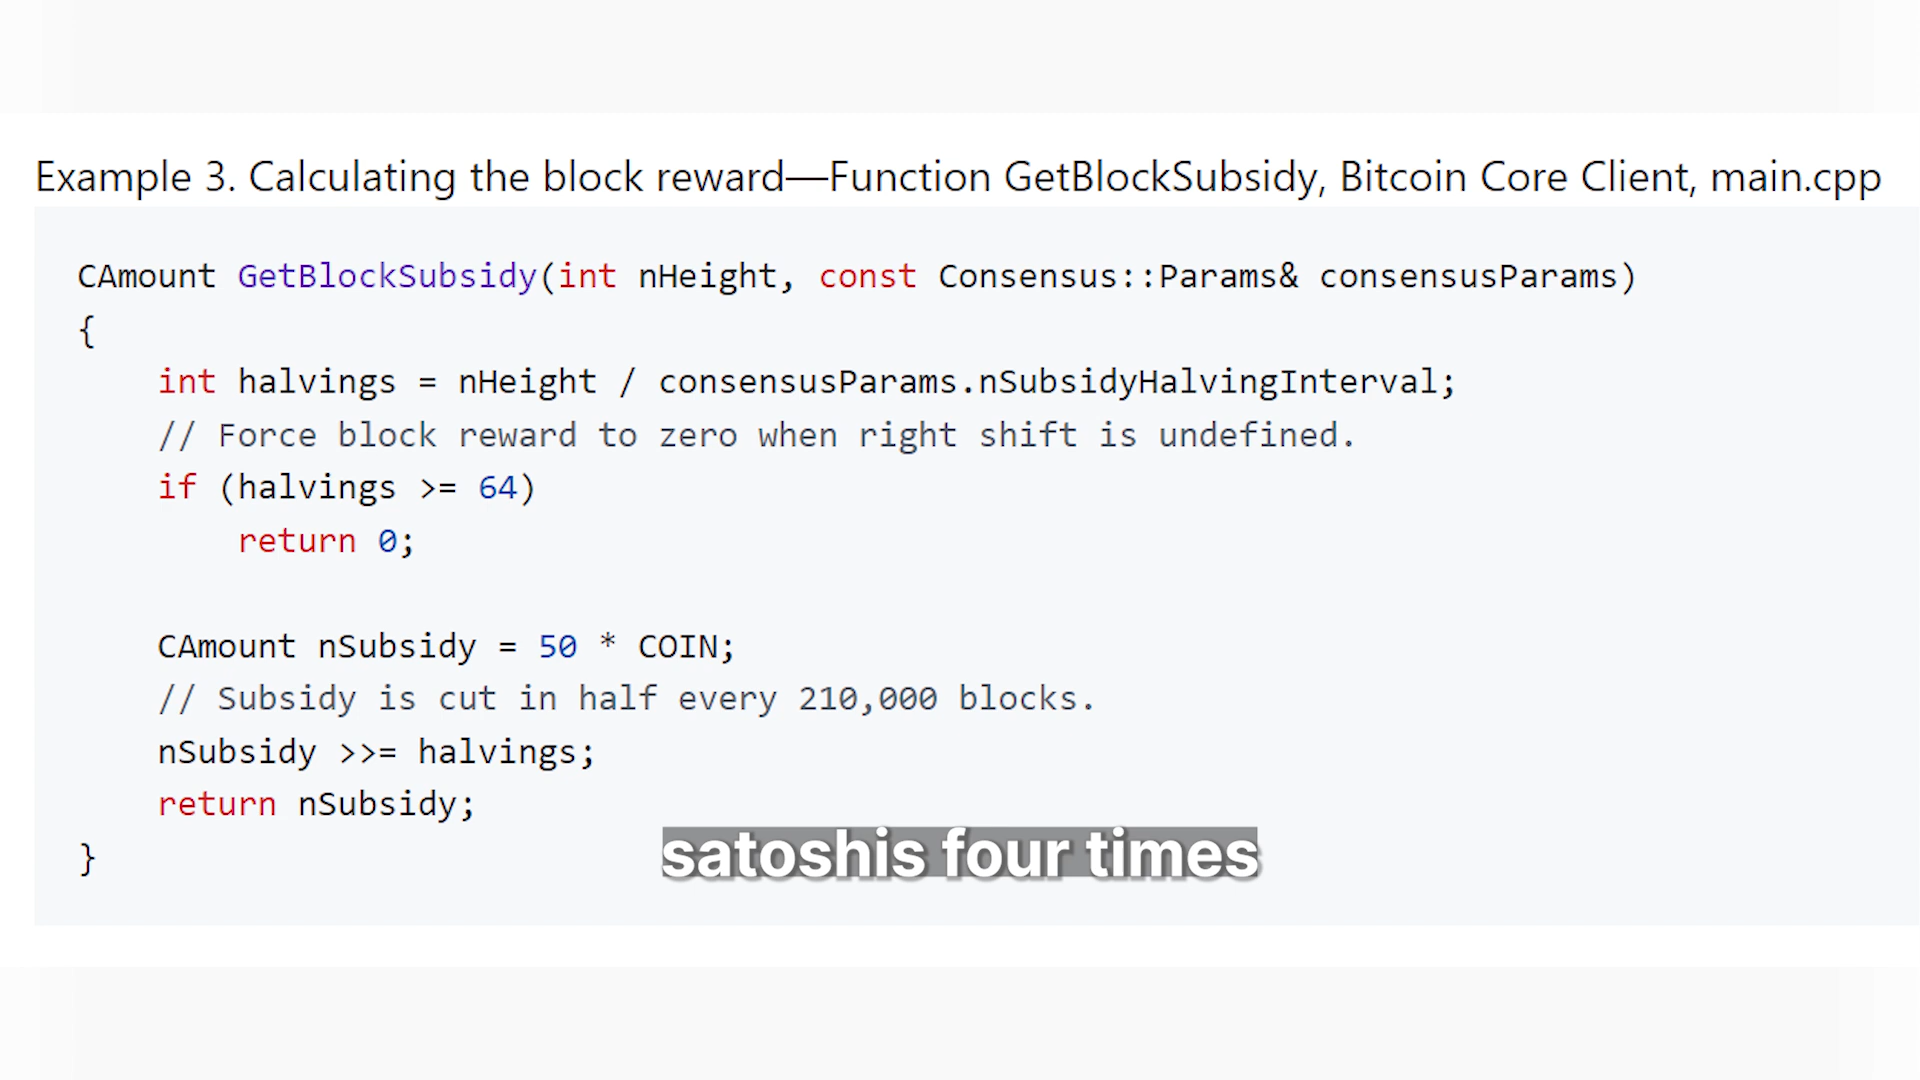 Example 3. Calculating the block reward—Function GetBlockSubsidy, Bitcoin Core Client, main.cpp
CAmount GetBlockSubsidy(int nHeight, const Consensus::Params& consensusParams)
{
    int halvings = nHeight / consensusParams.nSubsidyHalvingInterval;
    // Force block reward to zero when right shift is undefined.
    if (halvings >= 64)
        return 0;
    CAmount nSubsidy = 50 * COIN;
    // Subsidy is cut in half every 210,000 blocks.
    nSubsidy >>= halvings;
    return nSubsidy;
}
satoshis four times